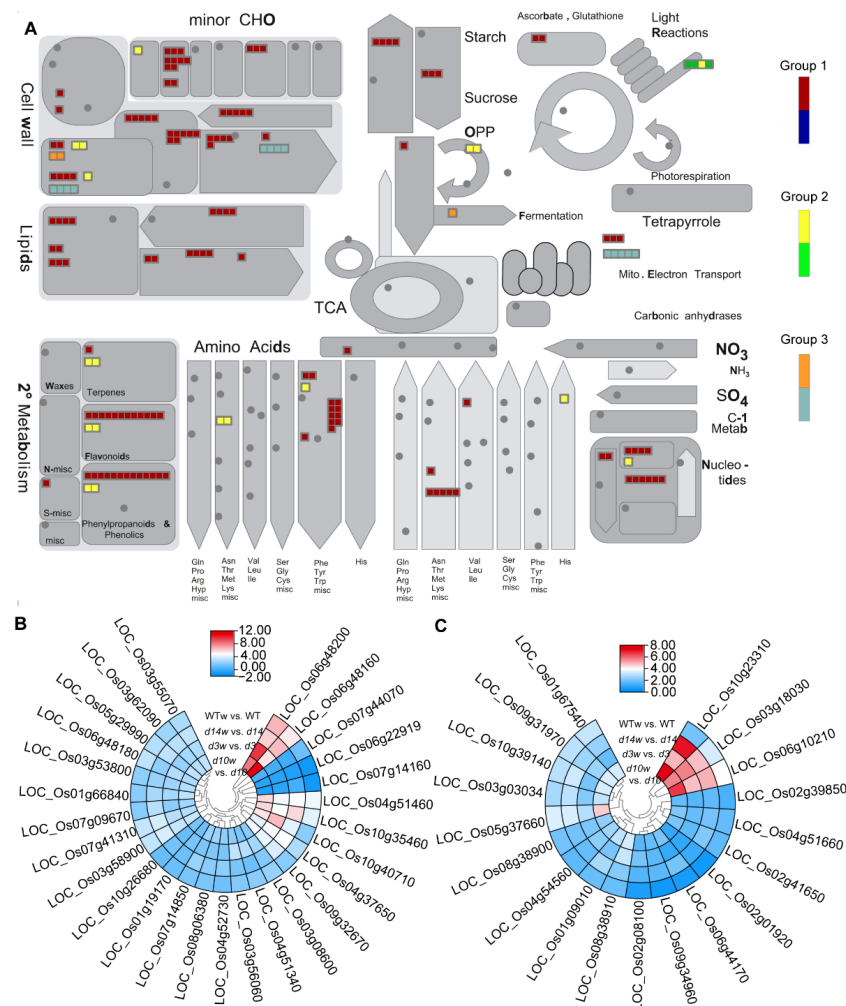 A
minor CHO
Cell wall
Lipids
2° Metabolism
Starch
Sucrose
OPP
Fermentation
TCA
Ascorbate , Glutathione
Light
Reactions
Photorespiration
Tetrapyrrole
Mito . Electron Transport
Carbonic anhydrases
Group 1
Group 2
Group 3
Amino Acids
NO3
NH3
SO4
C-1
Metab
Nucleo -
tides
Waxes
Terpenes
Flavonoids
N-misc
S-misc
misc
Phenylpropanoids &
Phenolics
Gln
Pro
Arg
Hyp
misc
Asn
Thr
Met
Lys
misc
Val
Leu
Ile
Ser
Gly
Cys
misc
Phe
Tyr
Trp
misc
His
Gln
Pro
Arg
Hyp
misc
Asn
Thr
Met
Lys
misc
Val
Leu
Ile
Ser
Gly
Cys
misc
Phe
Tyr
Trp
misc
His
B
12.00
8.00
4.00
0.00
−2.00
WTw vs. WT
d14w vs. d14
d3w vs. d3
d10w
vs. d10
LOC_Os06g48200
LOC_Os06g48160
LOC_Os07g44070
LOC_Os06g22919
LOC_Os07g14160
LOC_Os04g51460
LOC_Os10g35460
LOC_Os10g40710
LOC_Os04g37650
LOC_Os09g32670
LOC_Os03g08600
LOC_Os04g51340
LOC_Os03g56060
LOC_Os04g52730
LOC_Os08g06380
LOC_Os07g14850
LOC_Os01g19170
LOC_Os10g26680
LOC_Os03g58900
LOC_Os07g41310
LOC_Os07g09670
LOC_Os01g66840
LOC_Os03g53800
LOC_Os06g48180
LOC_Os05g29990
LOC_Os03g62090
LOC_Os03g55070
C
8.00
6.00
4.00
2.00
0.00
WTw vs. WT
d14w vs. d14
d3w vs. d3
d10w
vs. d10
LOC_Os10g23310
LOC_Os03g18030
LOC_Os06g10210
LOC_Os02g39850
LOC_Os04g51660
LOC_Os02g41650
LOC_Os02g01920
LOC_Os06g44170
LOC_Os09g34960
LOC_Os02g08100
LOC_Os08g38910
LOC_Os01g09010
LOC_Os04g54560
LOC_Os08g38900
LOC_Os05g37660
LOC_Os03g03034
LOC_Os10g39140
LOC_Os09g31970
LOC_Os01g67540